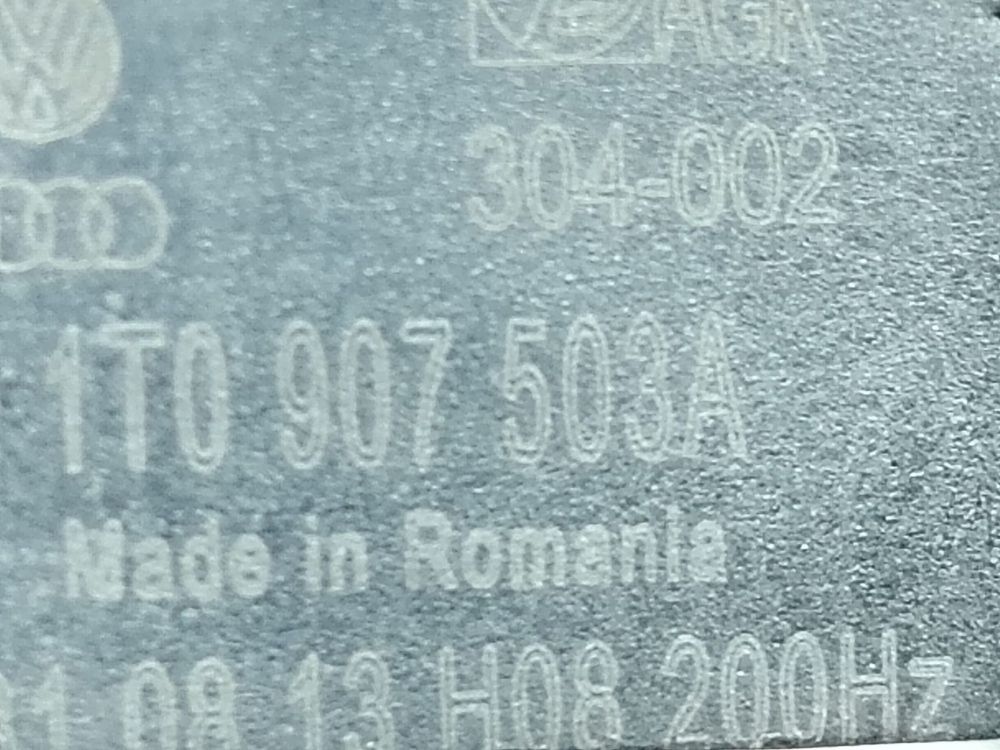 304-002
1T0 907 503A
Made in Romania
08 13 H08 200Hz